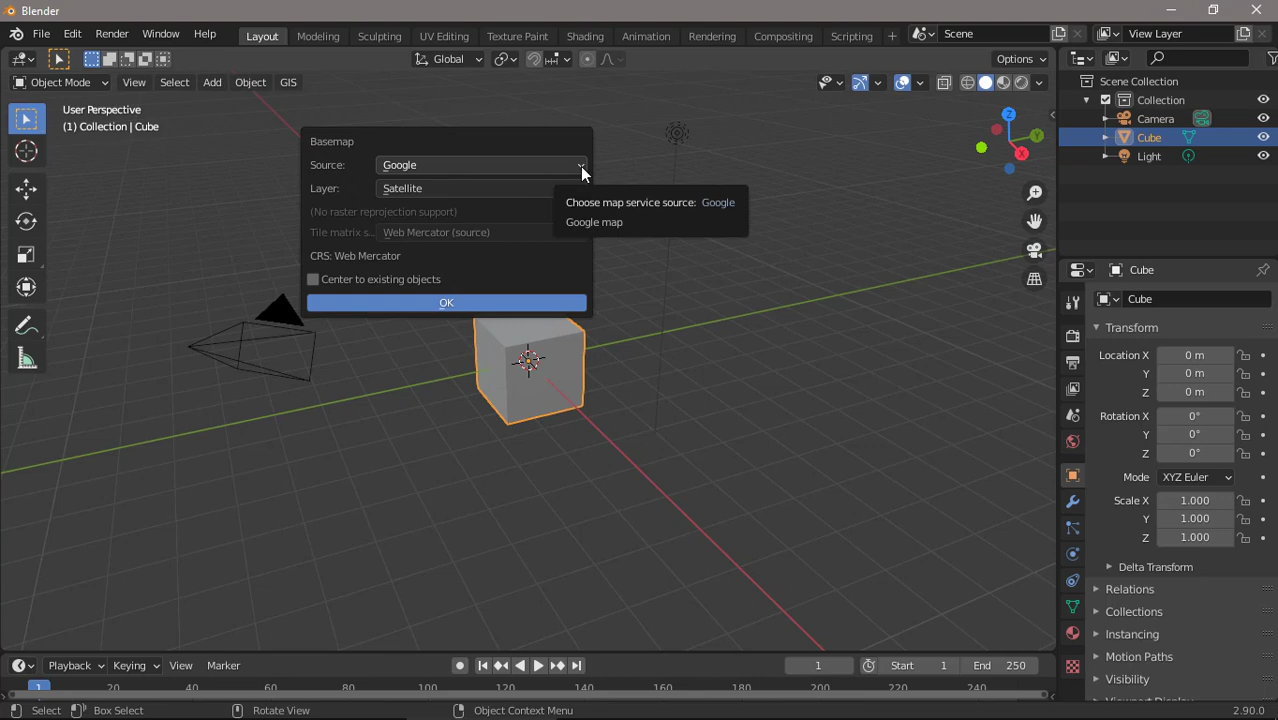 Blender
File Edit Render Window Help Layout Modeling Sculpting UV Editing Texture Paint Shading Animation Rendering Compositing Scripting + Scene View Layer
Global Options
Object Mode View Select Add Object GIS
User Perspective
(1) Collection | Cube
Z
Y
X
Basemap
Source: Google
Layer: Satellite
(No raster reprojection support)
Tile matrix s... Web Mercator (source)
CRS: Web Mercator
Center to existing objects
OK
Choose map service source: Google
Google map
Scene Collection
Collection
Camera
Cube
Light
Cube
Cube
Transform
Location X 0 m
Y 0 m
Z 0 m
Rotation X 0°
Y 0°
Z 0°
Mode XYZ Euler
Scale X 1.000
Y 1.000
Z 1.000
Delta Transform
Relations
Collections
Instancing
Motion Paths
Visibility
Playback Keying View Marker 1 Start 1 End 250
1 20 40 60 80 100 120 140 160 180 200 220 240
Select Box Select Rotate View Object Context Menu 2.90.0